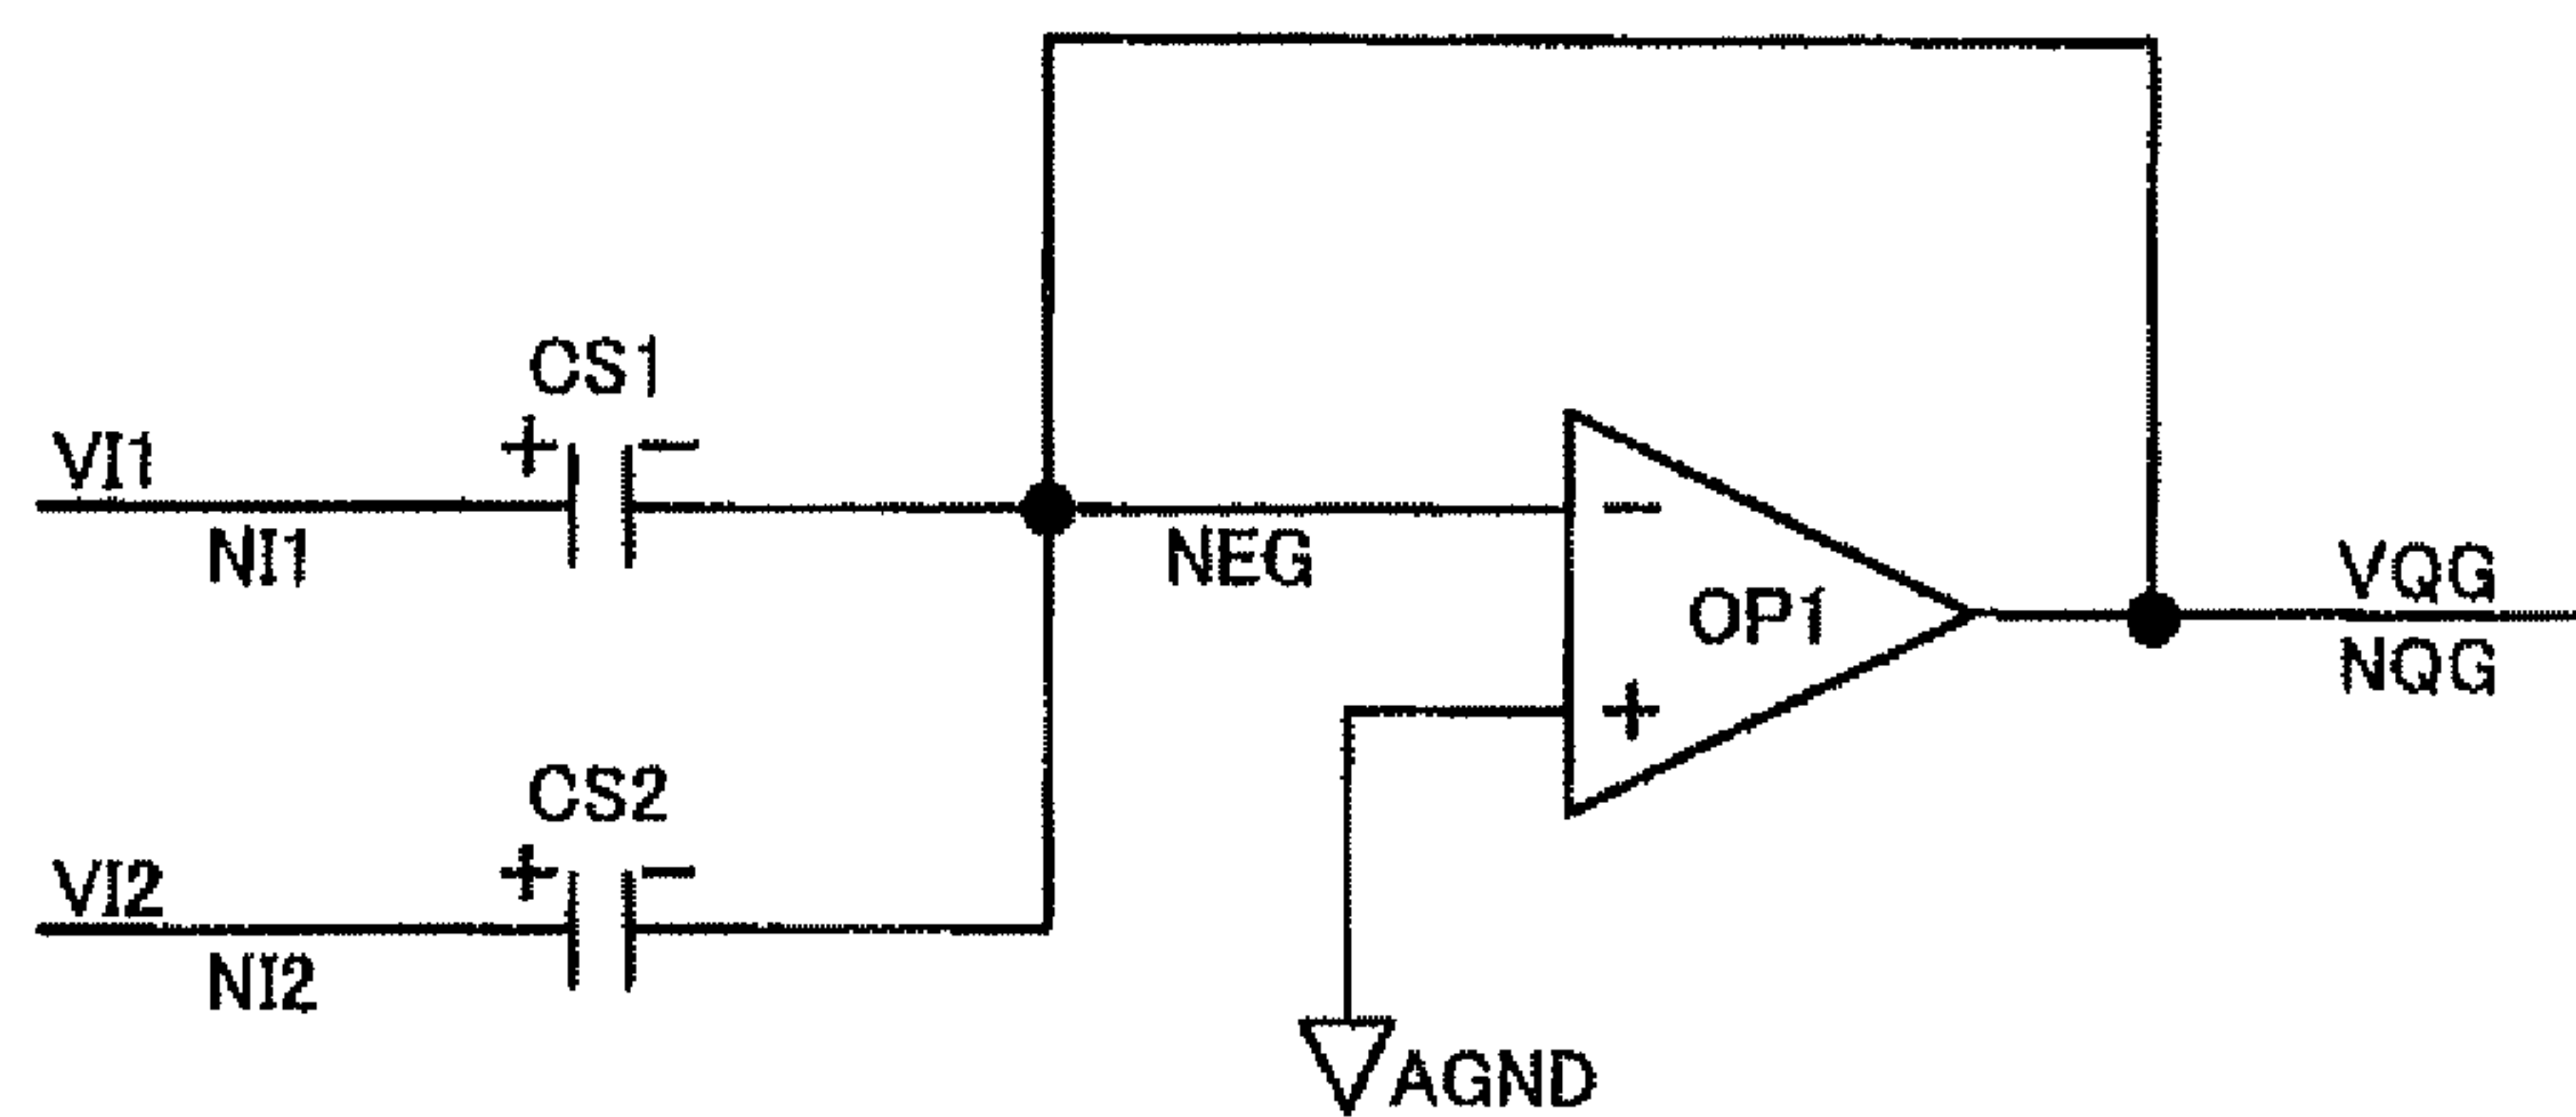 CS1
+ −
VI1
NI1
NEG
−
OP1
+
VQG
NQG
CS2
+ −
VI2
NI2
AGND